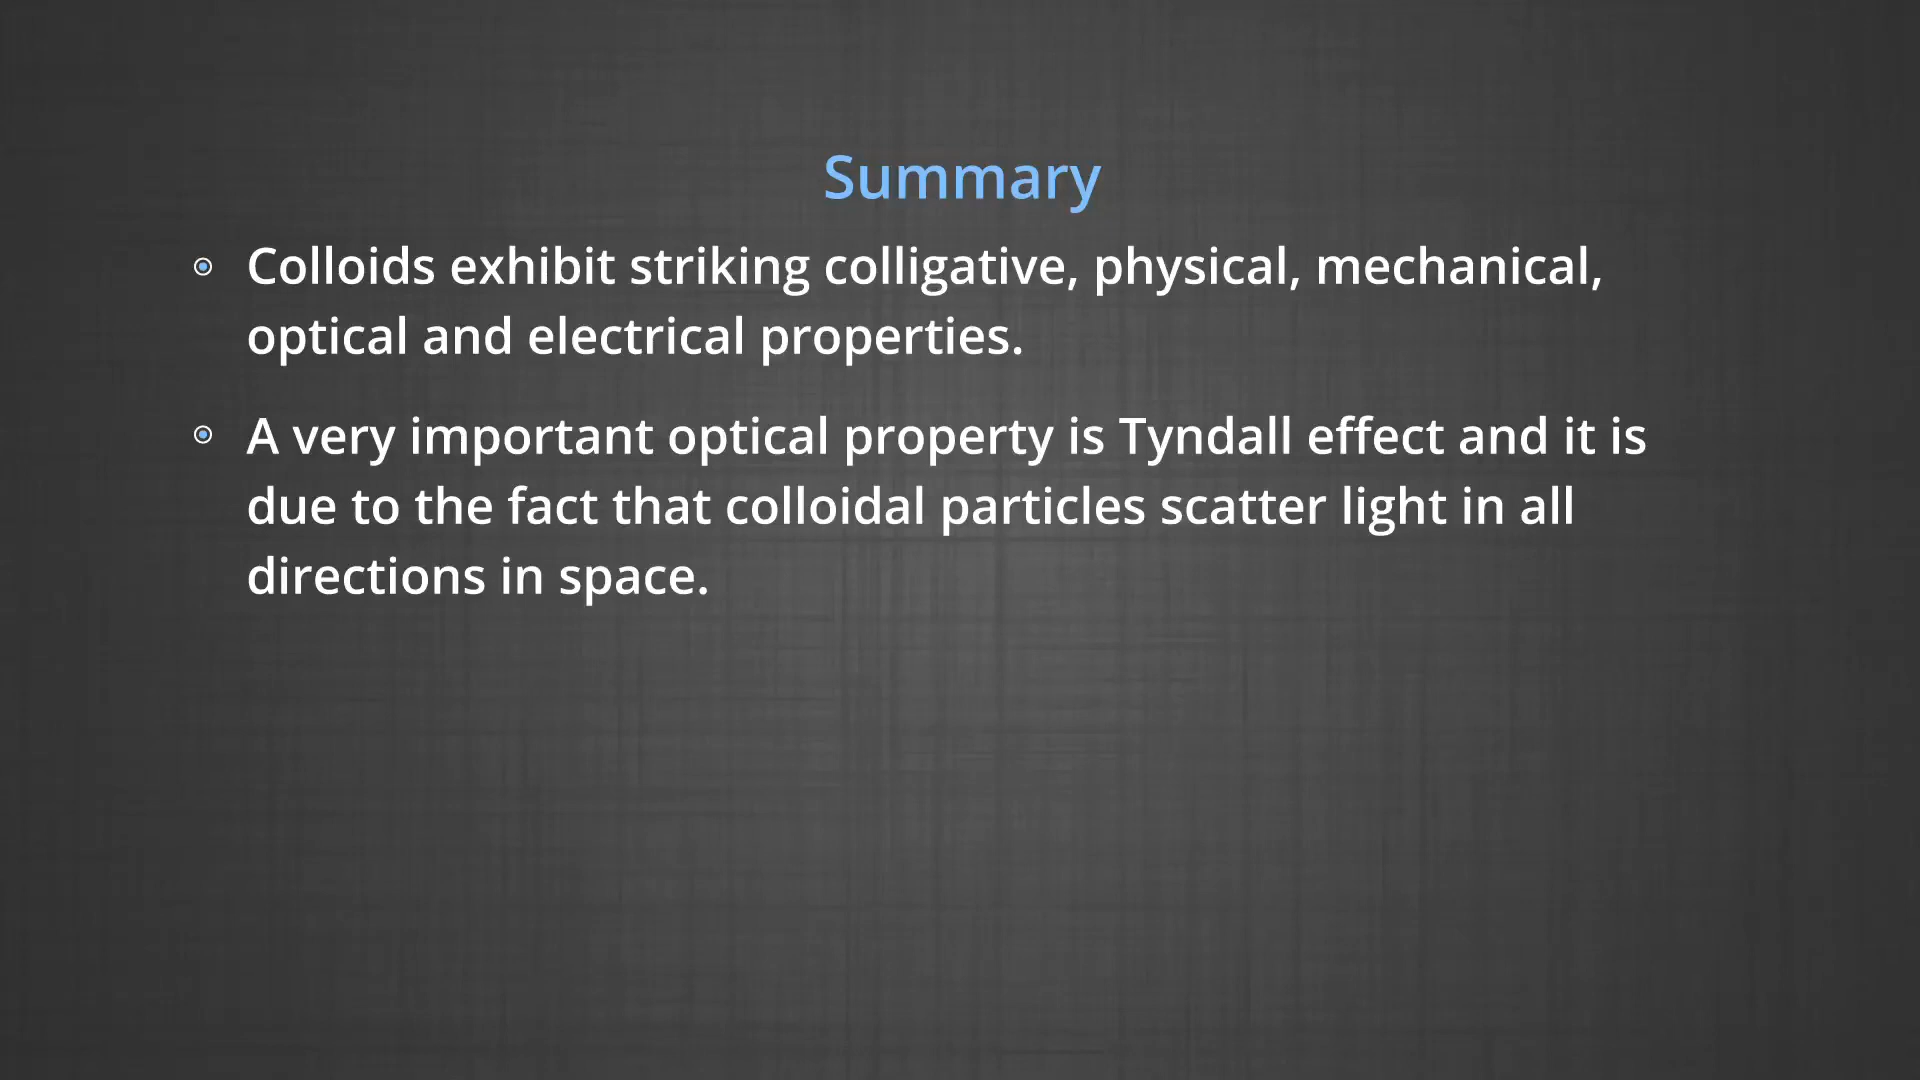 Summary
Colloids exhibit striking colligative, physical, mechanical,
optical and electrical properties.
A very important optical property is Tyndall effect and it is
due to the fact that colloidal particles scatter light in all
directions in space.